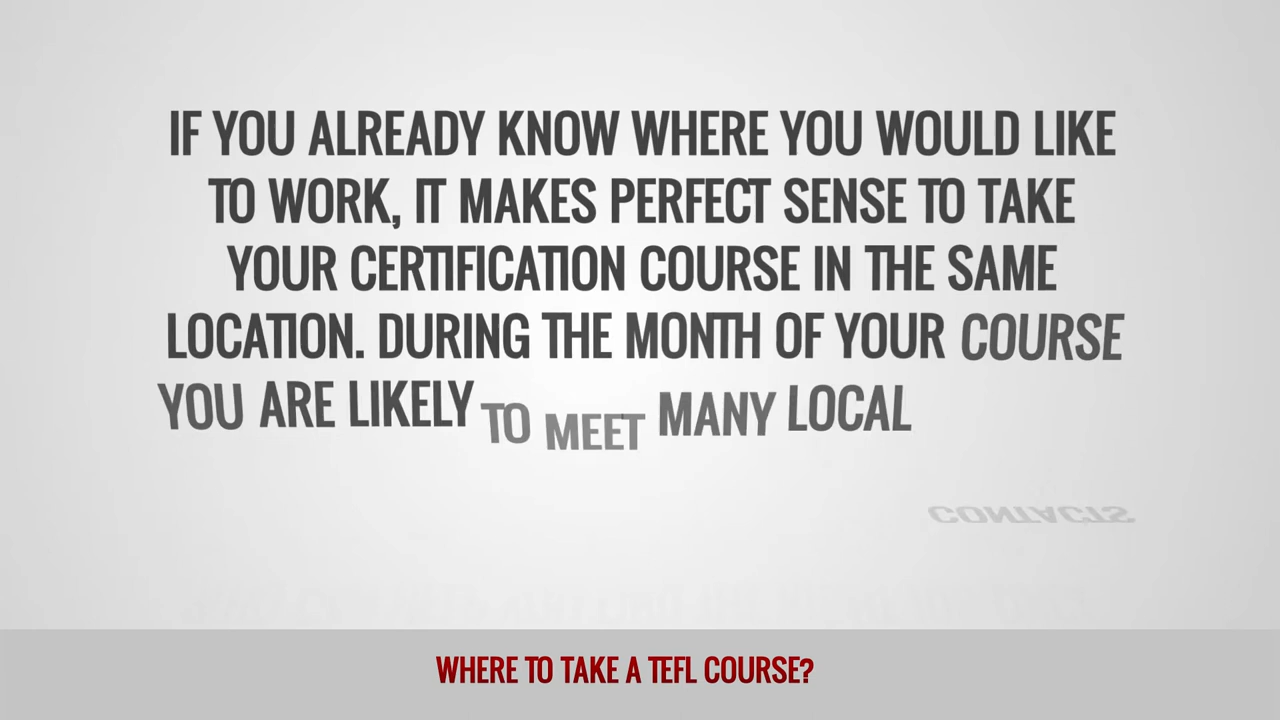 IF YOU ALREADY KNOW WHERE YOU WOULD LIKE
TO WORK, IT MAKES PERFECT SENSE TO TAKE
YOUR CERTIFICATION COURSE IN THE SAME
LOCATION. DURING THE MONTH OF YOUR COURSE
YOU ARE LIKELY TO MEET MANY LOCAL
CONTACTS
WHERE TO TAKE A TEFL COURSE?